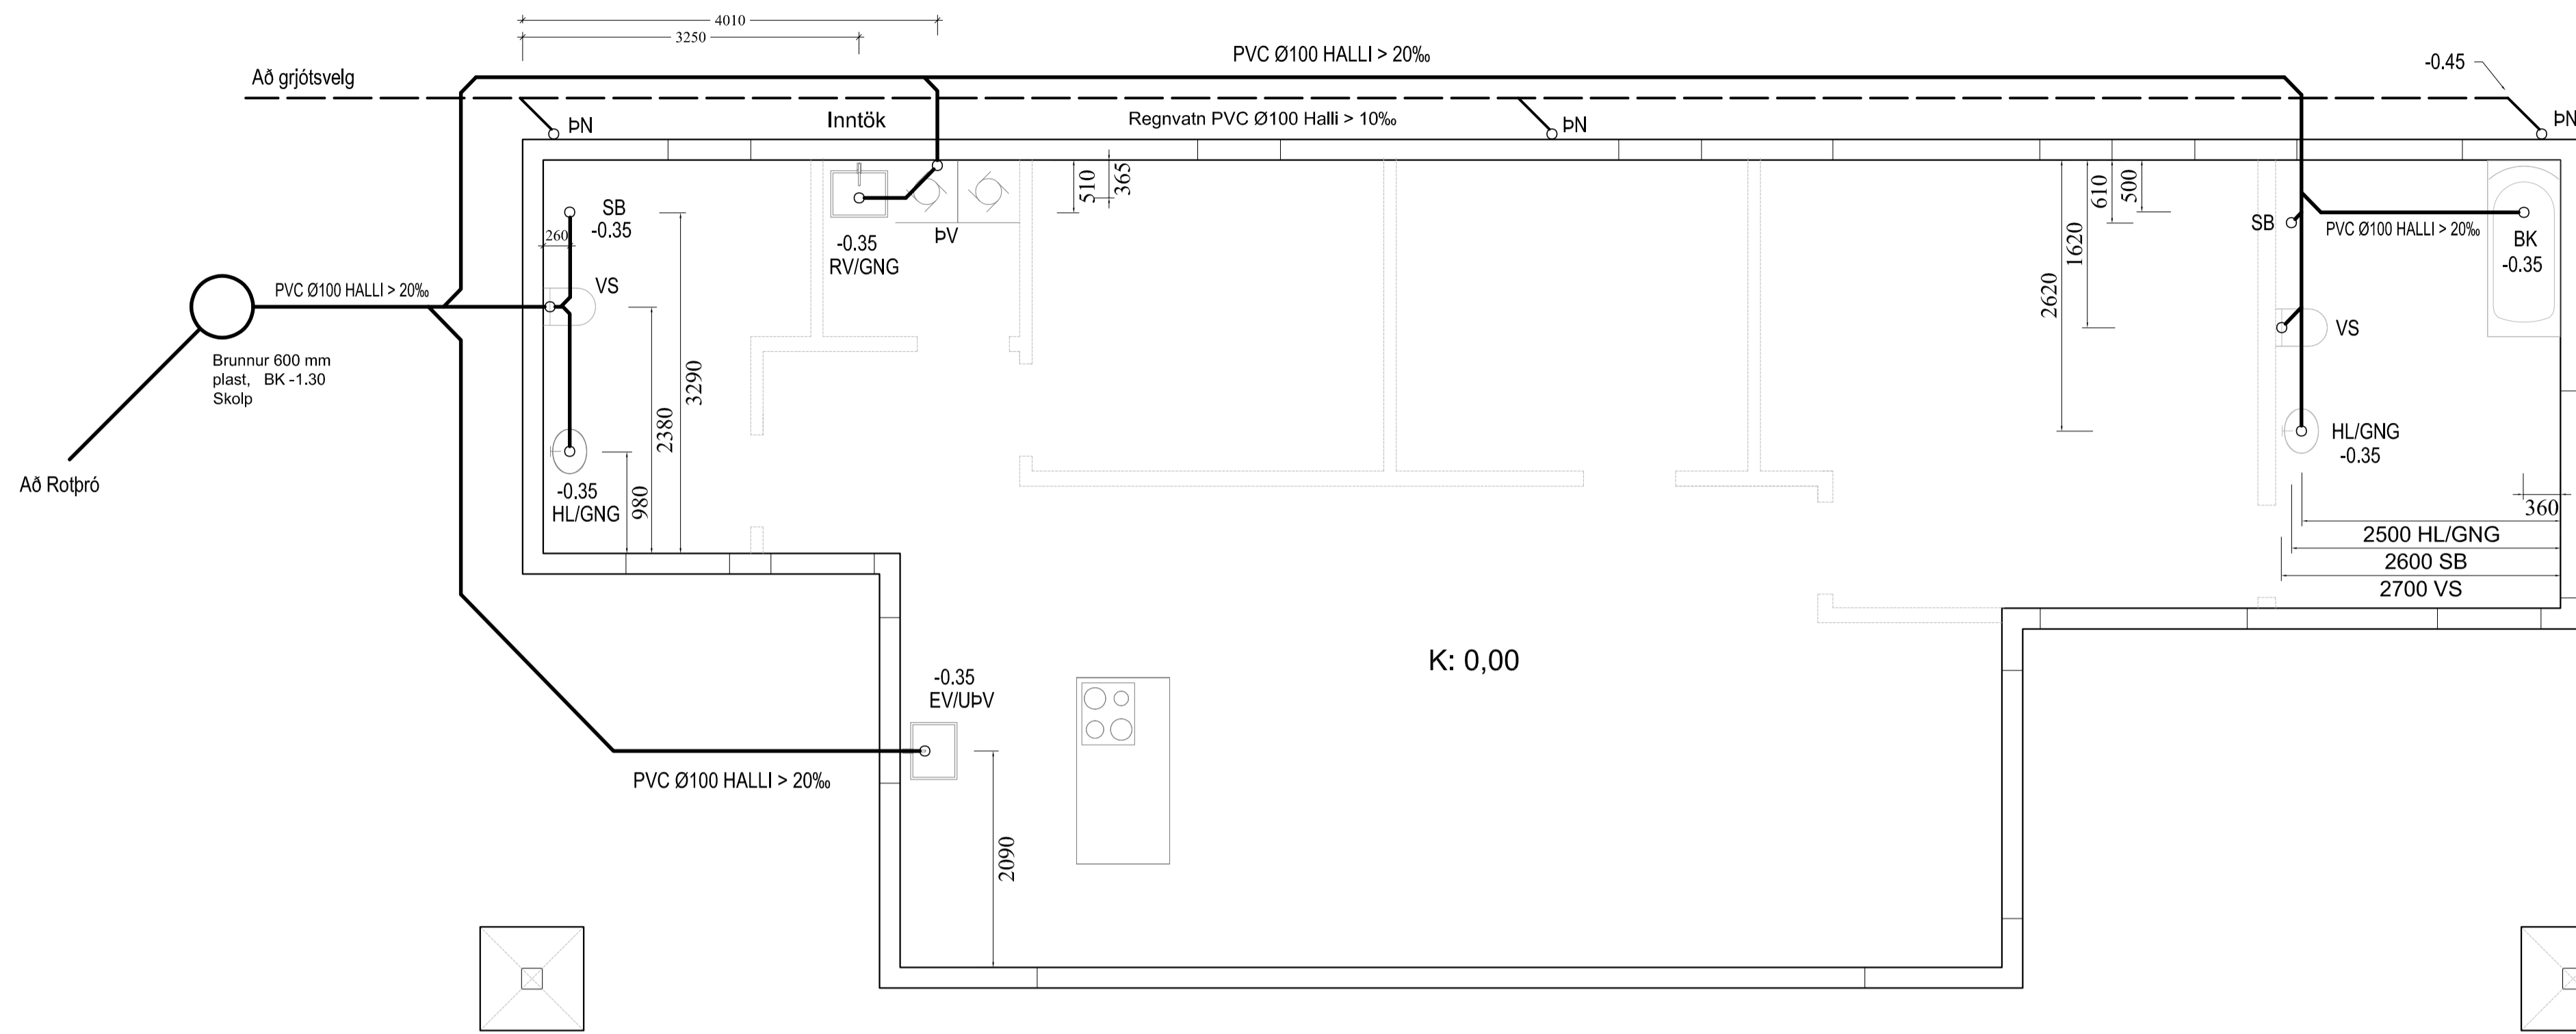 4010
3250
PVC Ø100 HALLI > 20‰
-0.45
Að grjótsvelg
ÞN
Inntök
Regnvatn PVC Ø100 Halli > 10‰
ÞN
ÞN
510
365
610
500
SB
-0.35
260
-0.35
RV/GNG
ÞV
1620
2620
SB
PVC Ø100 HALLI > 20‰
BK
-0.35
VS
PVC Ø100 HALLI > 20‰
VS
Brunnur 600 mm
plast, BK -1.30
Skolp
3290
2380
980
HL/GNG
-0.35
Að Rotþró
-0.35
HL/GNG
360
2500 HL/GNG
2600 SB
2700 VS
K: 0,00
-0.35
EV/UÞV
PVC Ø100 HALLI > 20‰
2090